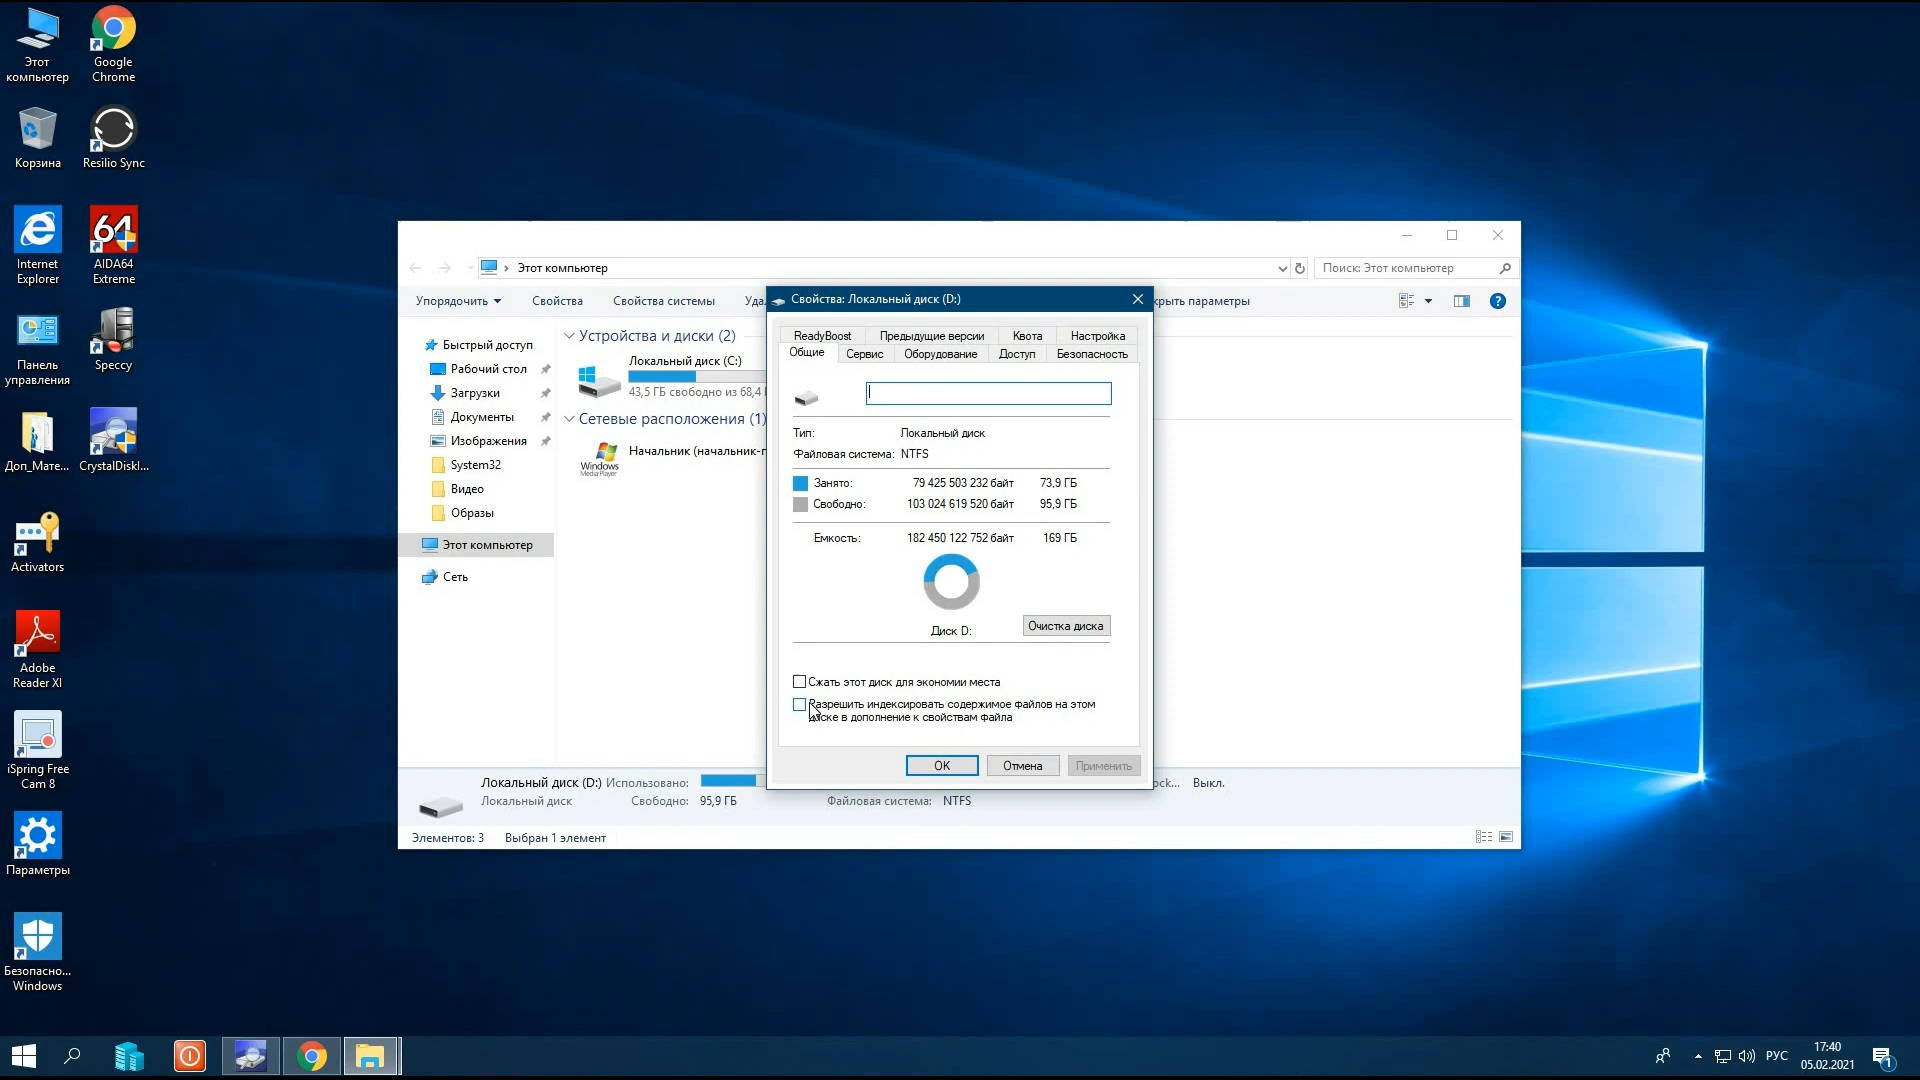 Этот
компьютер
Google
Chrome
Корзина
Resilio Sync
Internet
Explorer
64
AIDA64
Extreme
Панель
управления
Speccy
Доп_Мате...
CrystalDiskI...
Activators
Adobe
Reader XI
iSpring Free
Cam 8
Параметры
Безопасно...
Windows
Этот компьютер
Поиск: Этот компьютер
Упорядочить
Свойства
Свойства системы
крыть параметры
Быстрый доступ
Рабочий стол
Загрузки
Документы
Изображения
System32
Видео
Образы
Этот компьютер
Сеть
Устройства и диски (2)
Локальный диск (C:)
43,5 ГБ свободно из 68,4
Сетевые расположения (1)
Windows
Media Player
Начальник (начальник-п
Свойства: Локальный диск (D:)
ReadyBoost Предыдущие версии Квота Настройка
Общие Сервис Оборудование Доступ Безопасность
Тип: Локальный диск
Файловая система: NTFS
Занято: 79 425 503 232 байт 73,9 ГБ
Свободно: 103 024 619 520 байт 95,9 ГБ
Емкость: 182 450 122 752 байт 169 ГБ
Диск D:
Очистка диска
Сжать этот диск для экономии места
Разрешить индексировать содержимое файлов на этом
диске в дополнение к свойствам файла
OK Отмена Применить
Локальный диск (D:) Использовано: ock... Выкл.
Локальный диск Свободно: 95,9 ГБ Файловая система: NTFS
Элементов: 3 Выбран 1 элемент
РУС
17:40
05.02.2021
1